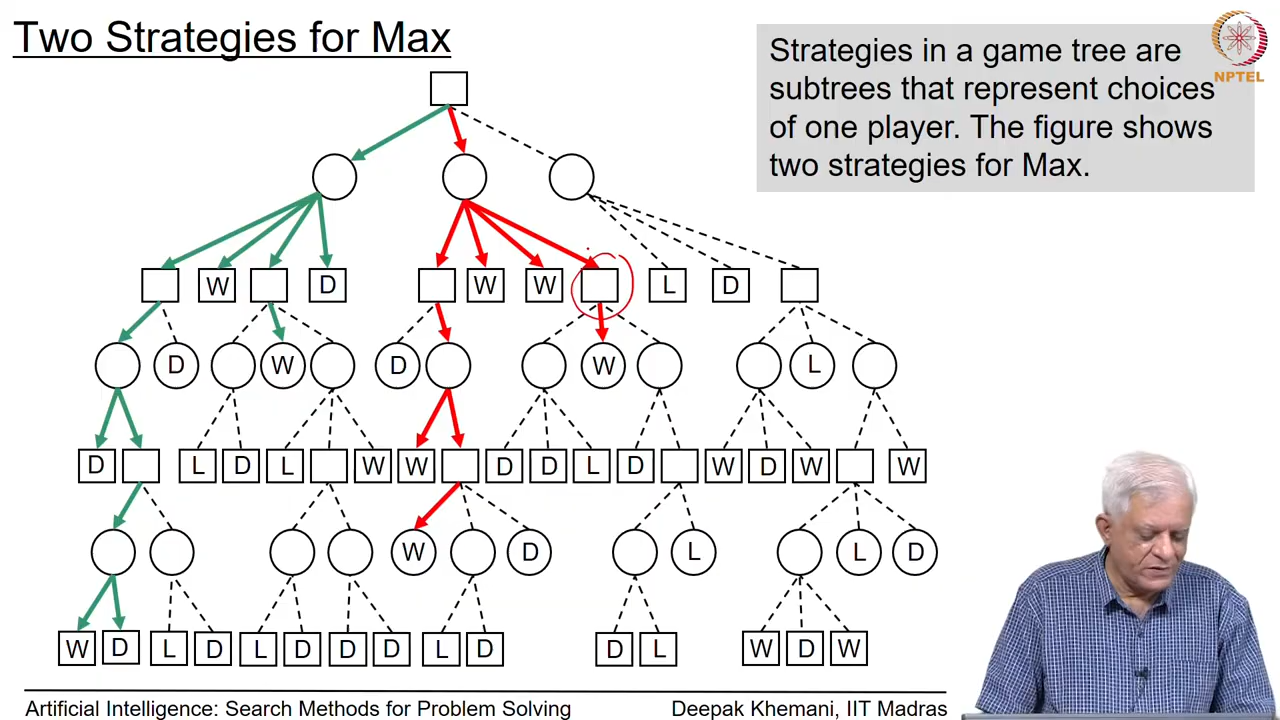 Two Strategies for Max
Strategies in a game tree are
subtrees that represent choices
of one player. The figure shows
two strategies for Max.
NPTEL
W D W W L D
D W D W L
D L D L W W D D L D W D W W
W D L L D
W D L D L D D D L D D L W D W
Artificial Intelligence: Search Methods for Problem Solving Deepak Khemani, IIT Madras